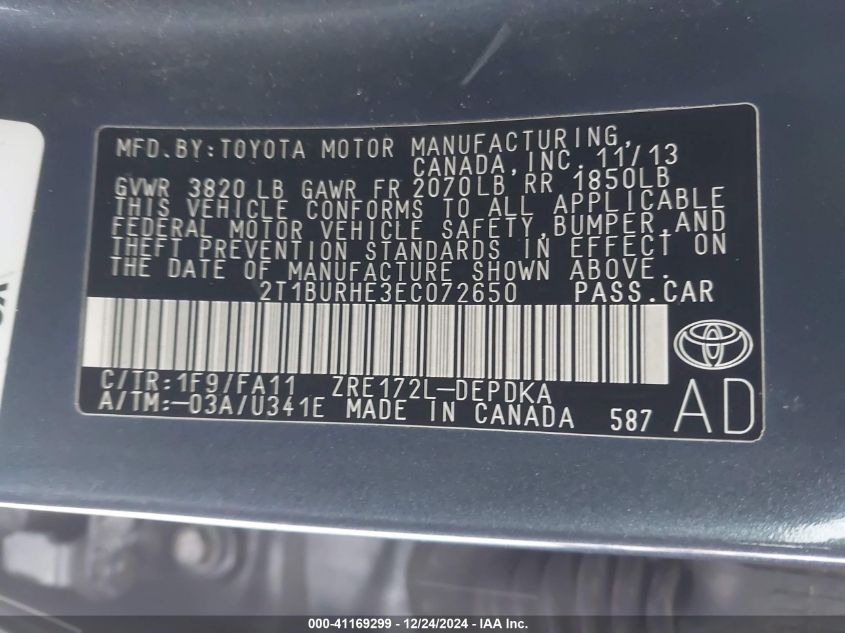 MFD.BY:TOYOTA MOTOR MANUFACTURING,
CANADA,INC. 11/13
GVWR 3820 LB GAWR FR 2070LB,RR 1850LB
THIS VEHICLE CONFORMS TO ALL APPLICABLE
FEDERAL MOTOR VEHICLE SAFETY,BUMPER,AND
THEFT PREVENTION STANDARDS IN EFFECT ON
THE DATE OF MANUFACTURE SHOWN ABOVE.
2T1BURHE3EC072650 PASS.CAR
C/TR:1F9/FA11 ZRE172L-DEPDKA
A/TM:-03A/U341E MADE IN CANADA 587
AD
000-41169299 - 12/24/2024 - IAA Inc.